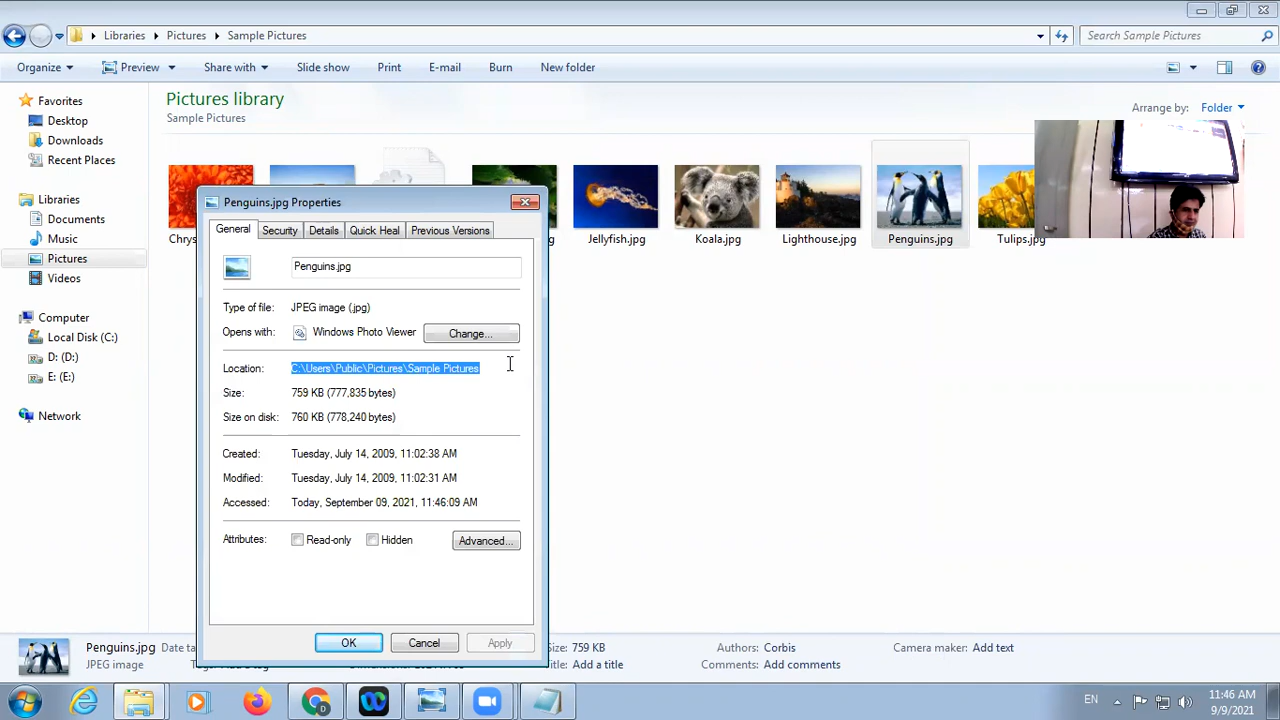 Libraries Pictures Sample Pictures
Search Sample Pictures
Organize Preview Share with Slide show Print E-mail Burn New folder
Favorites
Desktop
Downloads
Recent Places
Libraries
Documents
Music
Pictures
Videos
Computer
Local Disk (C:)
D: (D:)
E: (E:)
Network
Pictures library
Sample Pictures
Arrange by: Folder
Jellyfish.jpg
Koala.jpg
Lighthouse.jpg
Penguins.jpg
Tulips.jpg
Penguins.jpg Properties
General Security Details Quick Heal Previous Versions
Penguins.jpg
Type of file: JPEG image (.jpg)
Opens with: Windows Photo Viewer Change...
Location: C:\Users\Public\Pictures\Sample Pictures
Size: 759 KB (777,835 bytes)
Size on disk: 760 KB (778,240 bytes)
Created: Tuesday, July 14, 2009, 11:02:38 AM
Modified: Tuesday, July 14, 2009, 11:02:31 AM
Accessed: Today, September 09, 2021, 11:46:09 AM
Attributes: Read-only Hidden Advanced...
OK Cancel Apply
Penguins.jpg 759 KB Authors: Corbis Camera maker: Add text
JPEG image Title: Add a title Comments: Add comments
EN
11:46 AM
9/9/2021